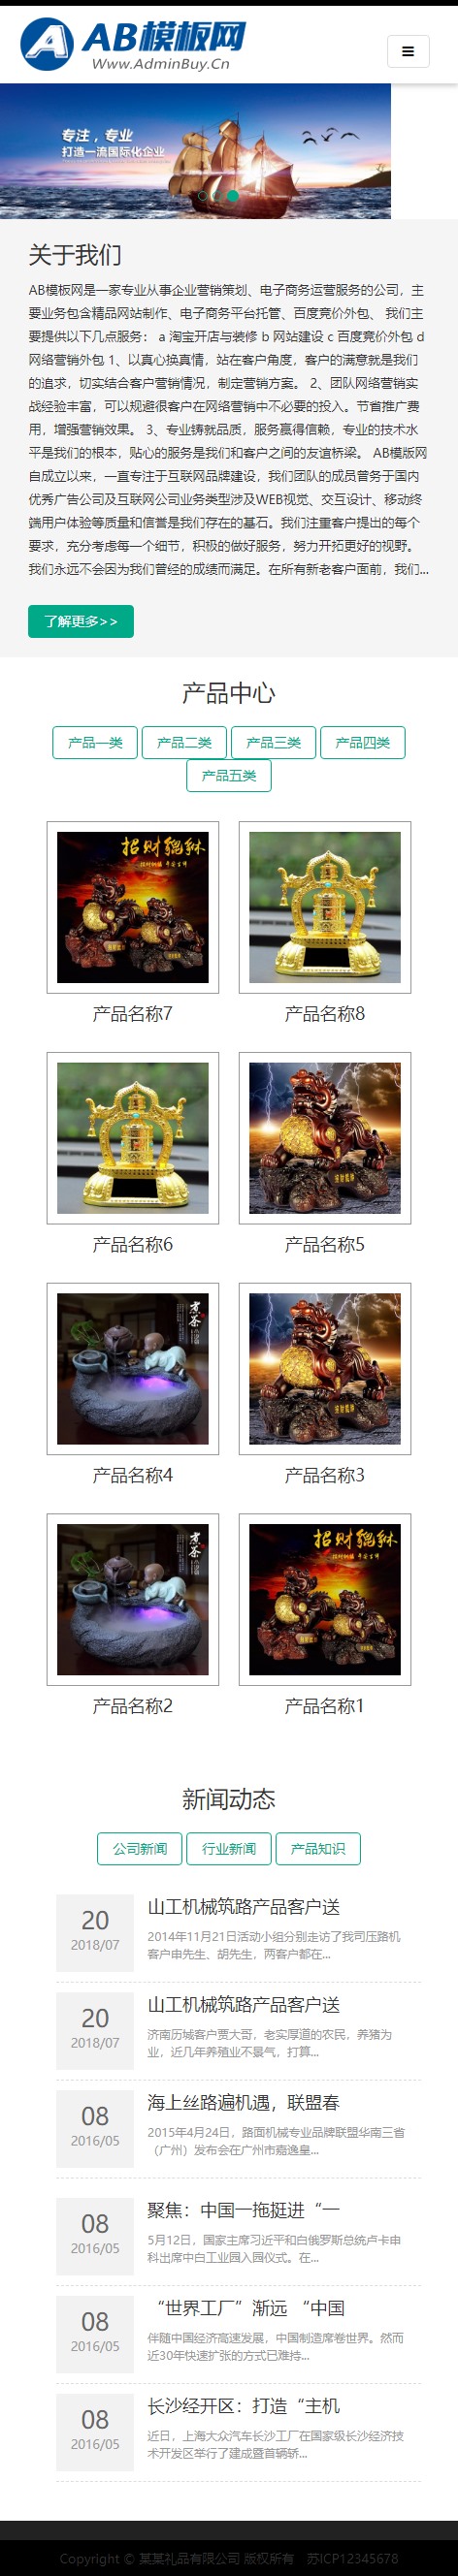 AB模板网
Www.AdminBuy.Cn
专注，专业
打造一流国际化企业
关于我们
AB模板网是一家专业从事企业营销策划、电子商务运营服务的公司，主
要业务包含精品网站制作、电子商务平台托管、百度竞价外包、 我们主
要提供以下几点服务： a 淘宝开店与装修 b 网站建设 c 百度竞价外包 d
网络营销外包 1、以真心换真情，站在客户角度，客户的满意就是我们
的追求，切实结合客户营销情况，制定营销方案。 2、团队网络营销实
战经验丰富，可以规避很客户在网络营销中不必要的投入。节省推广费
用，增强营销效果。 3、专业铸就品质，服务赢得信赖，专业的技术水
平是我们的根本，贴心的服务是我们和客户之间的友谊桥梁。 AB模版网
自成立以来，一直专注于互联网品牌建设，我们团队的成员曾务于国内
优秀广告公司及互联网公司业务类型涉及WEB视觉、交互设计、移动终
端用户体验等质量和信誉是我们存在的基石。我们注重客户提出的每个
要求，充分考虑每一个细节，积极的做好服务，努力开拓更好的视野。
我们永远不会因为我们曾经的成绩而满足。在所有新老客户面前，我们...
了解更多>>
产品中心
产品一类 产品二类 产品三类 产品四类
产品五类
招财貔貅
产品名称7 产品名称8
产品名称6 产品名称5
煮茶
产品名称4 产品名称3
煮茶
招财貔貅
产品名称2 产品名称1
新闻动态
公司新闻 行业新闻 产品知识
20
2018/07
山工机械筑路产品客户送
2014年11月21日活动小组分别走访了我司压路机
客户申先生、胡先生，两客户都在...
20
2018/07
山工机械筑路产品客户送
济南历城客户贾大哥，老实厚道的农民，养猪为
业，近几年养殖业不景气，打算...
08
2016/05
海上丝路遍机遇，联盟春
2015年4月24日，路面机械专业品牌联盟华南三省
（广州）发布会在广州市嘉逸皇...
08
2016/05
聚焦：中国一拖挺进“一
5月12日，国家主席习近平和白俄罗斯总统卢卡申
科出席中白工业园入园仪式。在...
08
2016/05
“世界工厂”渐远 “中国
伴随中国经济高速发展，中国制造席卷世界。然而
近30年快速扩张的方式已难持...
08
2016/05
长沙经开区：打造“主机
近日，上海大众汽车长沙工厂在国家级长沙经济技
术开发区举行了建成暨首辆轿...
Copyright © 某某礼品有限公司 版权所有 苏ICP12345678